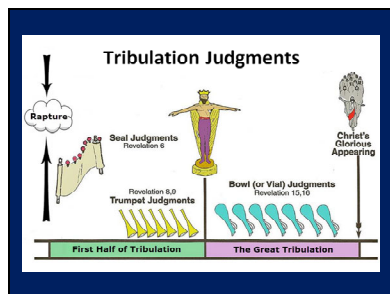 Tribulation Judgments
Rapture
Seal Judgments
Revelation 6
Christ's
Glorious
Appearing
Revelation 8,9
Trumpet Judgments
Bowl (or Vial) Judgments
Revelation 15,16
First Half of Tribulation
The Great Tribulation